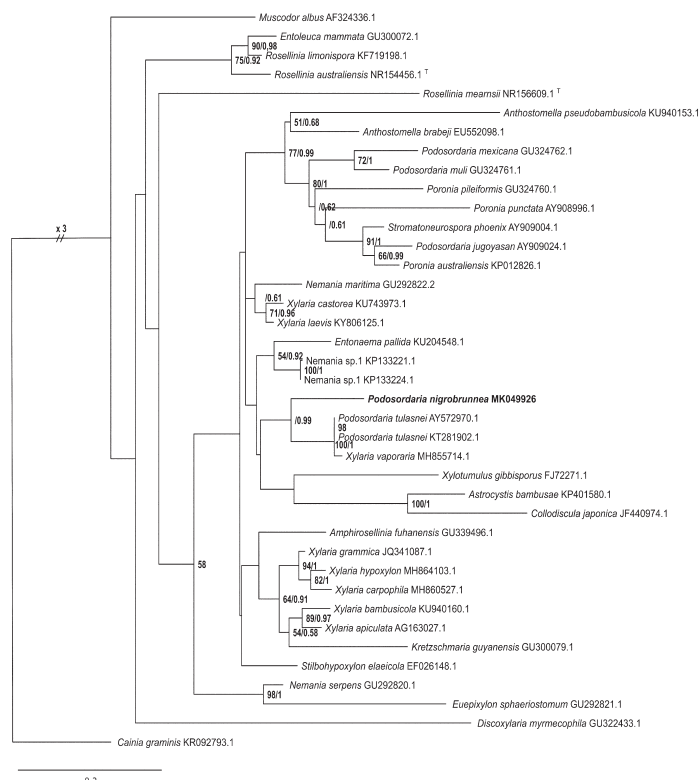 Muscodor albus AF324336.1
Entoleuca mammata GU300072.1
90/0,98
Rosellinia limonispora KF719198.1
75/0.92
Rosellinia australiensis NR154456.1 T
Rosellinia mearnsii NR156609.1 T
Anthostomella pseudobambusicola KU940153.1
51/0.68
Anthostomella brabeji EU552098.1
Podosordaria mexicana GU324762.1
77/0.99
72/1
Podosordaria muli GU324761.1
80/1
Poronia pileiformis GU324760.1
/0.62
Poronia punctata AY908996.1
/0.61
Stromatoneurospora phoenix AY909004.1
x 3
91/1
Podosordaria jugoyasan AY909024.1
66/0.99
Poronia australiensis KP012826.1
Nemania maritima GU292822.2
/0.61
Xylaria castorea KU743973.1
71/0.96
Xylaria laevis KY806125.1
Entonaema pallida KU204548.1
54/0.92
Nemania sp.1 KP133221.1
100/1
Nemania sp.1 KP133224.1
Podosordaria nigrobrunnea MK049926
/0.99
Podosordaria tulasnei AY572970.1
98
Podosordaria tulasnei KT281902.1
100/1
Xylaria vaporaria MH855714.1
Xylotumulus gibbisporus FJ72271.1
Astrocystis bambusae KP401580.1
100/1
Collodiscula japonica JF440974.1
Amphirosellinia fuhanensis GU339496.1
Xylaria grammica JQ341087.1
58
94/1
Xylaria hypoxylon MH864103.1
82/1
Xylaria carpophila MH860527.1
64/0.91
Xylaria bambusicola KU940160.1
89/0.97
Xylaria apiculata AG163027.1
54/0.58
Kretzschmaria guyanensis GU300079.1
Stilbohypoxylon elaeicola EF026148.1
Nemania serpens GU292820.1
98/1
Euepixylon sphaeriostomum GU292821.1
Discoxylaria myrmecophila GU322433.1
Cainia graminis KR092793.1